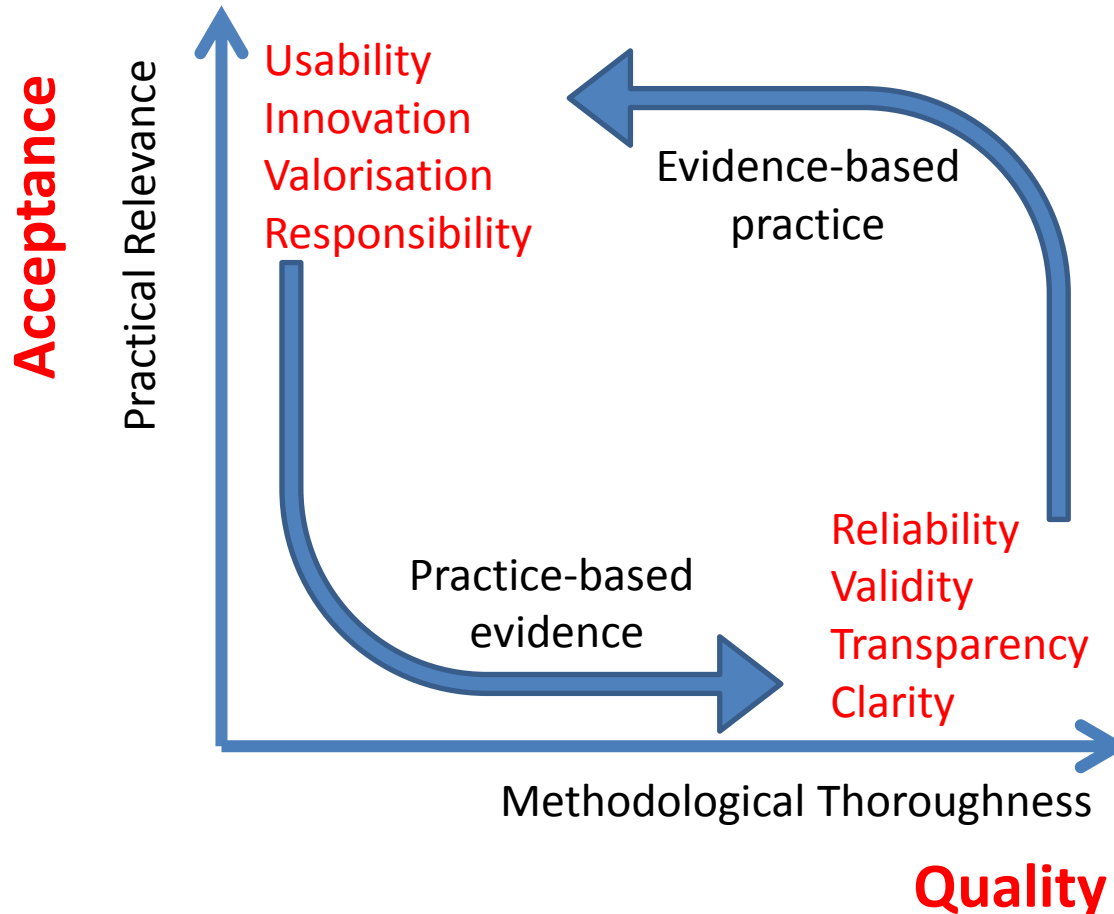 Acceptance
Practical Relevance
Usability
Innovation
Valorisation
Responsibility
Evidence-based
practice
Practice-based
evidence
Reliability
Validity
Transparency
Clarity
Methodological Thoroughness
Quality